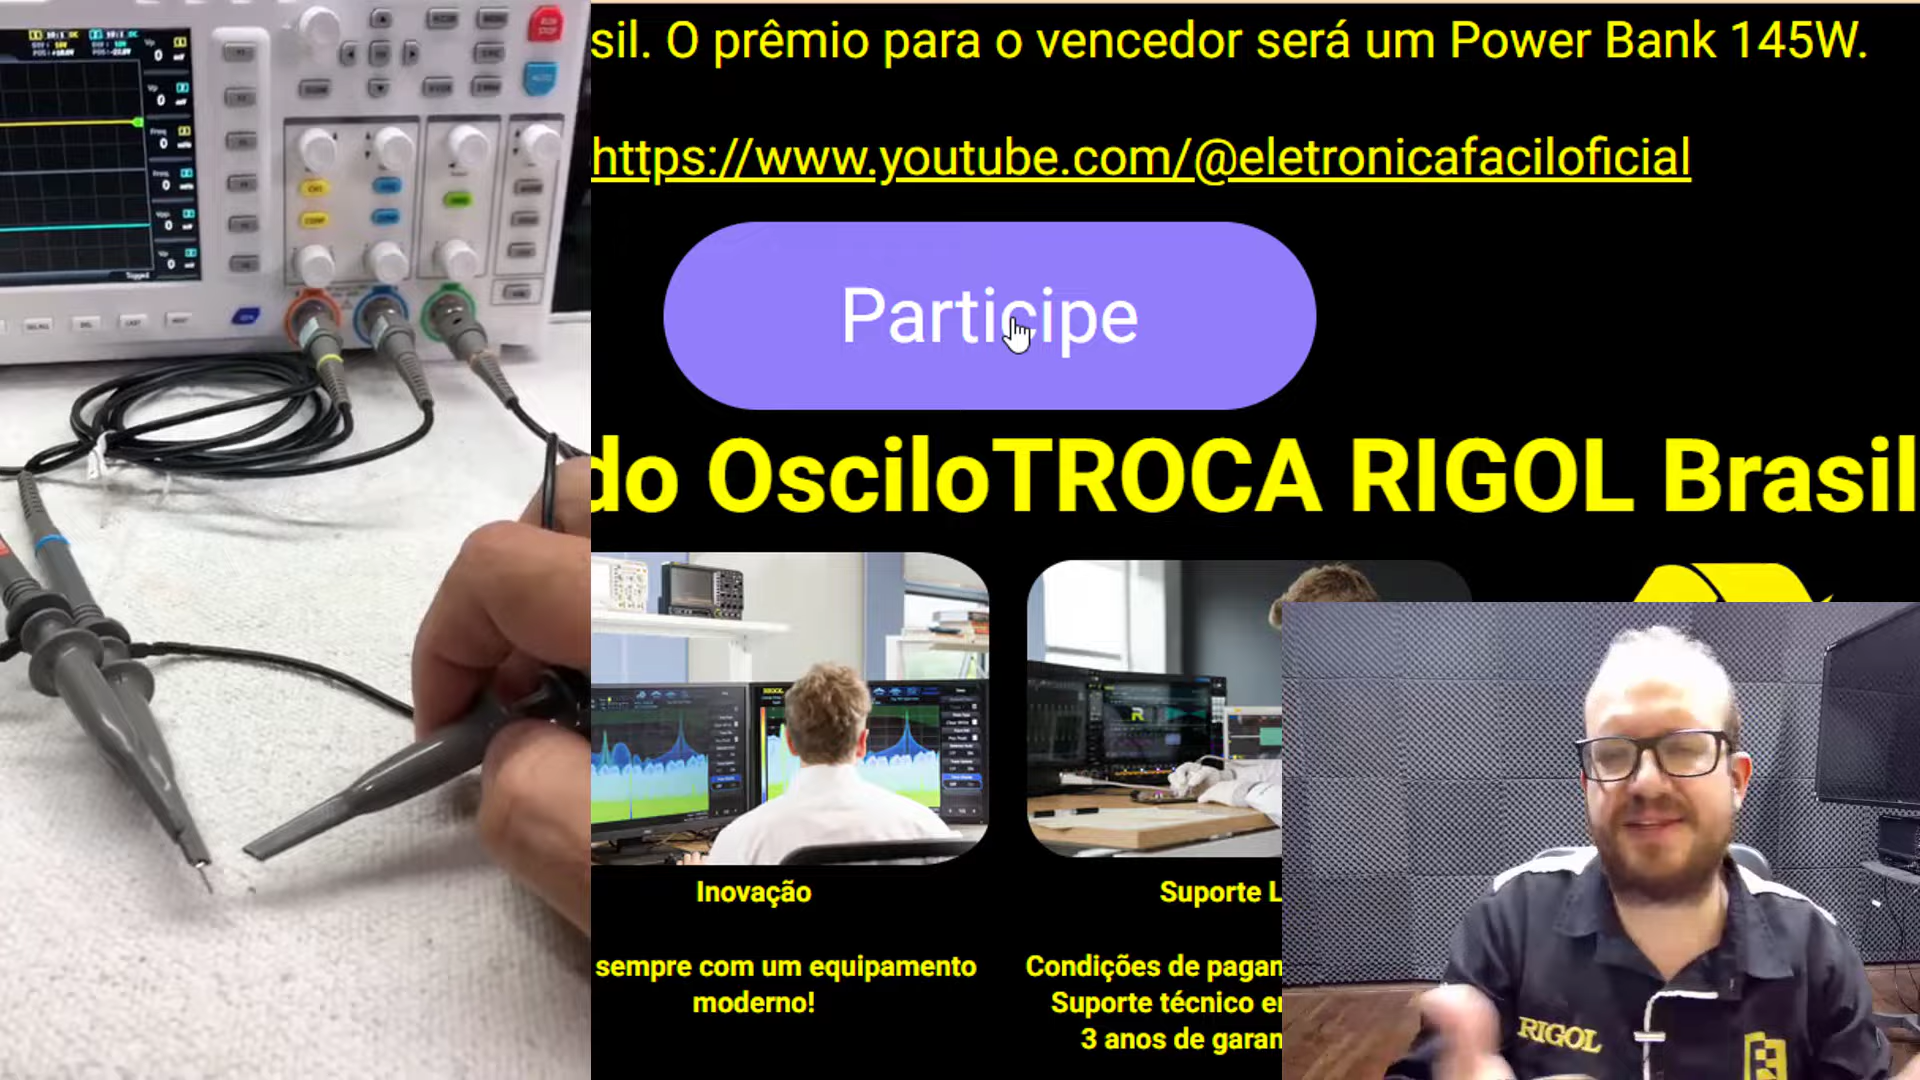 sil. O prêmio para o vencedor será um Power Bank 145W.
https://www.youtube.com/@eletronicafaciloficial
Participe
do OsciloTROCA RIGOL Brasil
Inovação
Suporte L
sempre com um equipamento
moderno!
Condições de pagan
Suporte técnico e
3 anos de garan
RIGOL